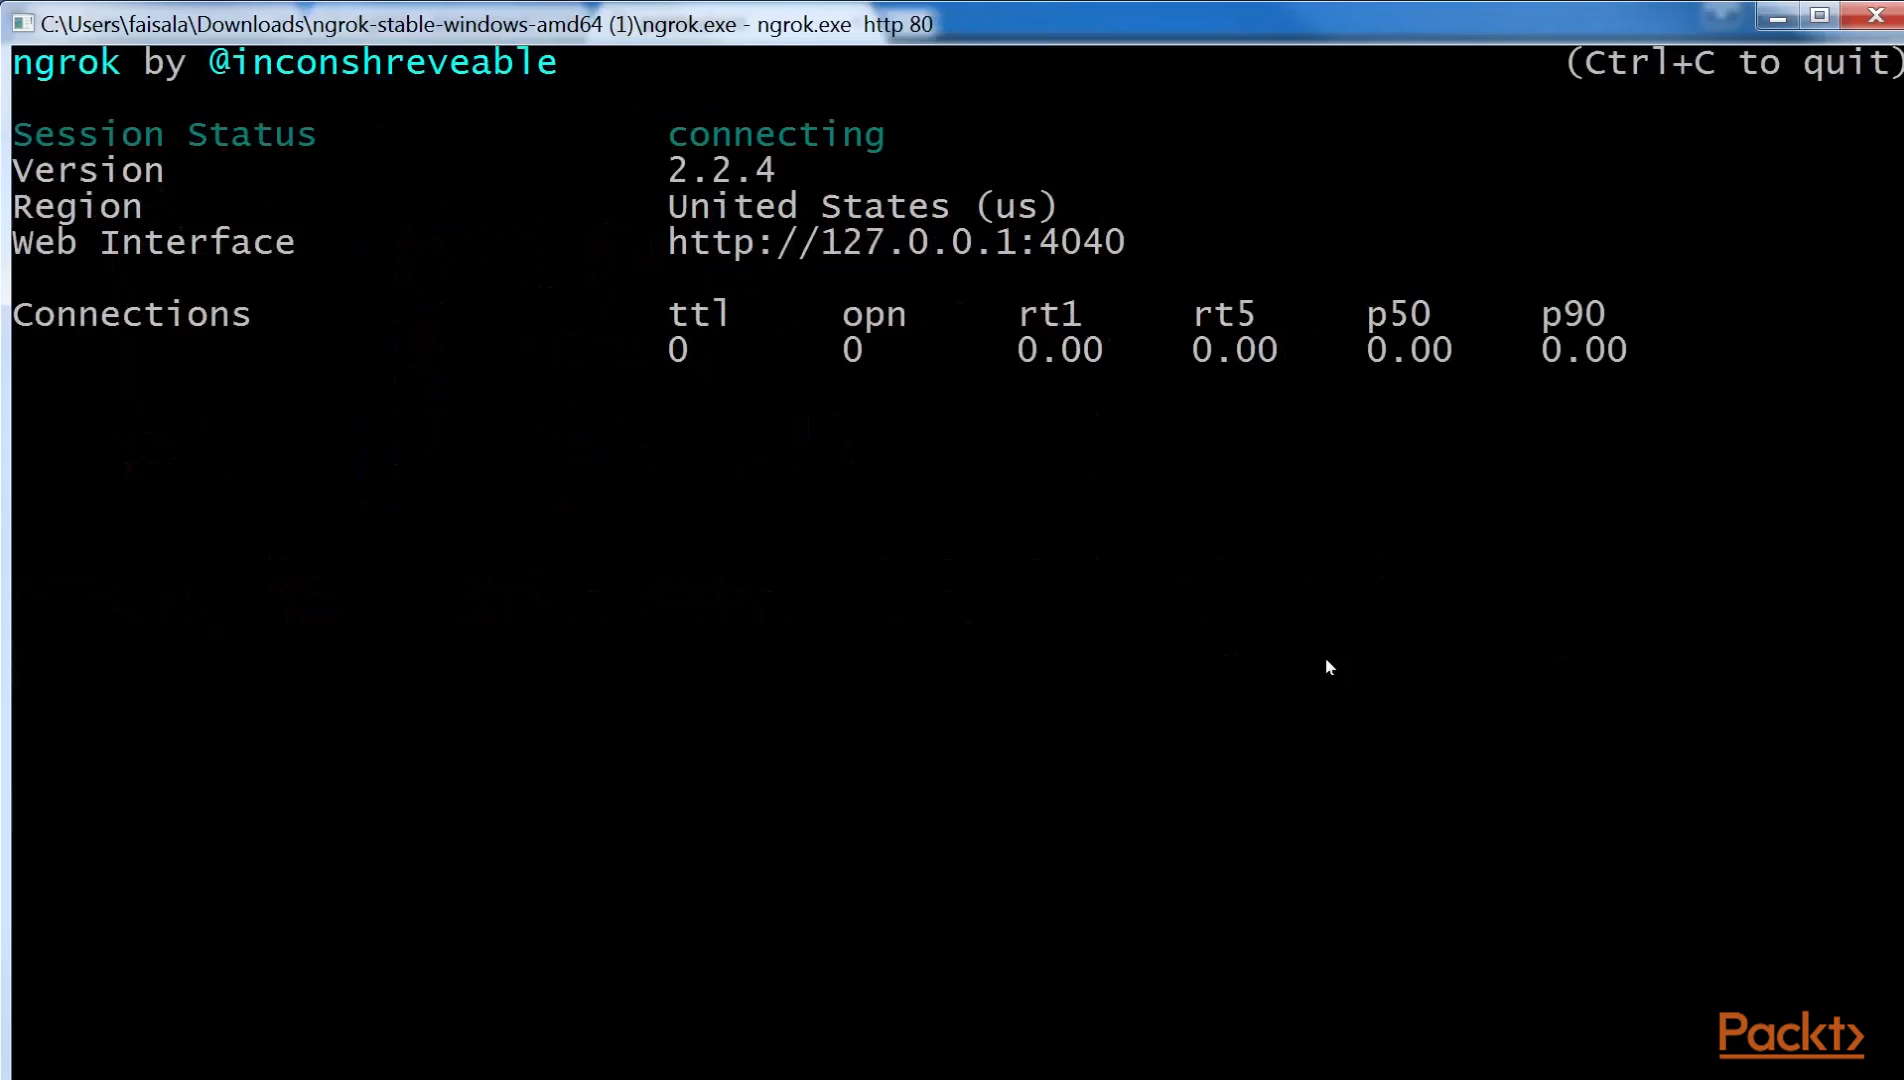 C:\Users\faisala\Downloads\ngrok-stable-windows-amd64 (1)\ngrok.exe - ngrok.exe  http 80
ngrok by @inconshreveable (Ctrl+C to quit)
Session Status connecting
Version 2.2.4
Region United States (us)
Web Interface http://127.0.0.1:4040
Connections ttl opn rt1 rt5 p50 p90
0 0 0.00 0.00 0.00 0.00
Packt>